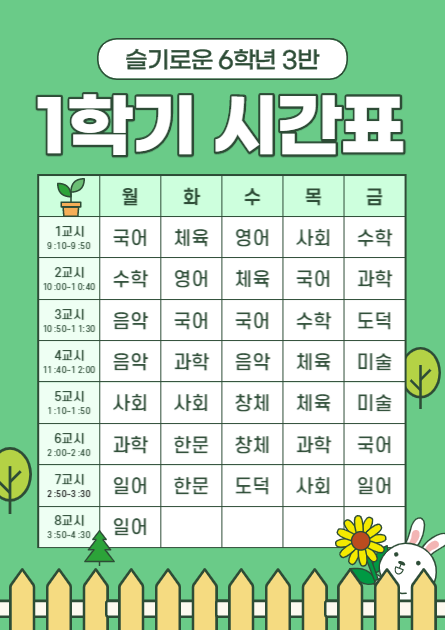 슬기로운 6학년 3반
1학기 시간표
월 화 수 목 금
1교시 국어 체육 영어 사회 수학
9:10-9:50
2교시 수학 영어 체육 국어 과학
10:00-10:40
3교시 음악 국어 국어 수학 도덕
10:50-11:30
4교시 음악 과학 음악 체육 미술
11:40-12:00
5교시 사회 사회 창체 체육 미술
1:10-1:50
6교시 과학 한문 창체 과학 국어
2:00-2:40
7교시 일어 한문 도덕 사회 일어
2:50-3:30
8교시 일어
3:50-4:30